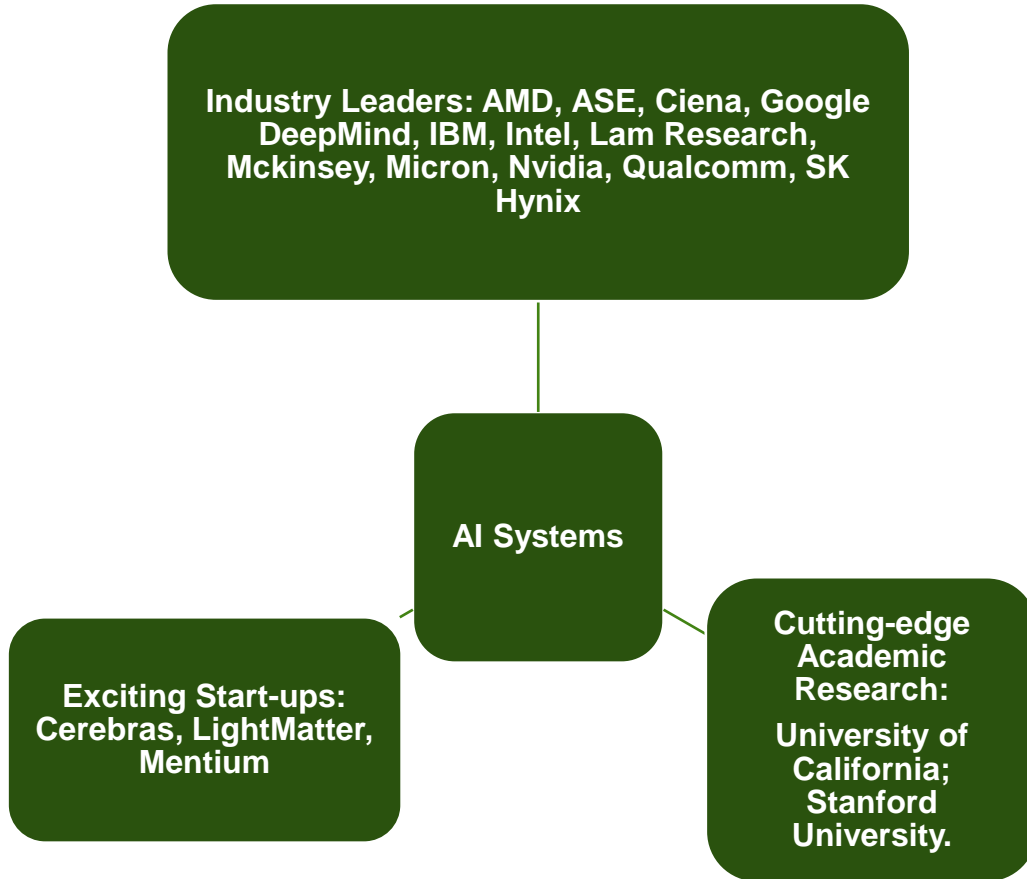 Industry Leaders: AMD, ASE, Ciena, Google
DeepMind, IBM, Intel, Lam Research,
Mckinsey, Micron, Nvidia, Qualcomm, SK
Hynix
AI Systems
Exciting Start-ups:
Cerebras, LightMatter,
Mentium
Cutting-edge
Academic
Research:
University of
California;
Stanford
University.